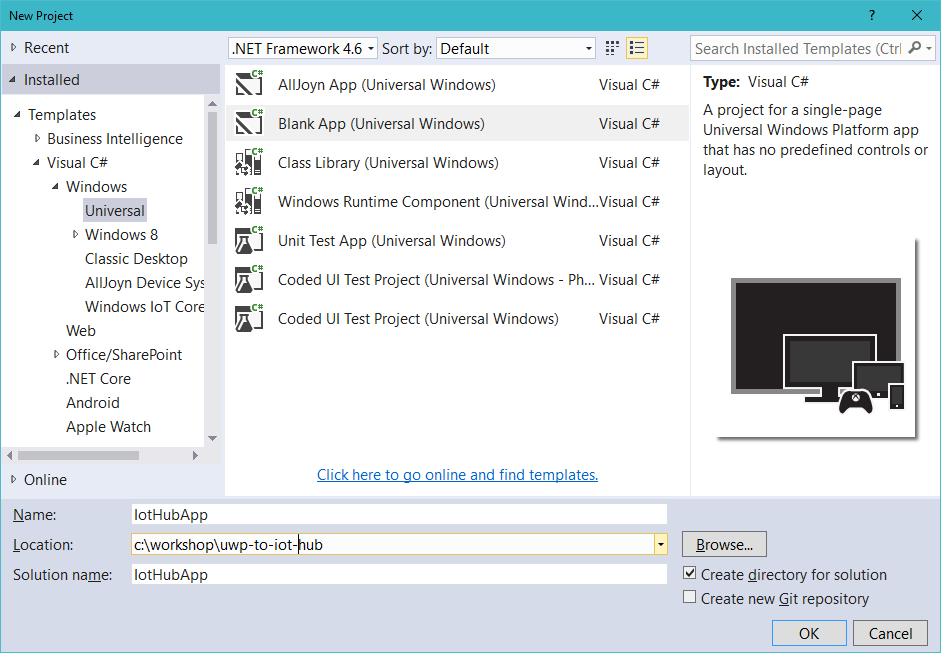 New Project
?
Recent
.NET Framework 4.6
Sort by:
Default
Search Installed Templates (Ctrl
Installed
Templates
Business Intelligence
Visual C#
Windows
Universal
Windows 8
Classic Desktop
AllJoyn Device Sys
Windows IoT Core
Web
Office/SharePoint
.NET Core
Android
Apple Watch
Online
C# AllJoyn App (Universal Windows) Visual C#
C# Blank App (Universal Windows) Visual C#
C# Class Library (Universal Windows) Visual C#
C# Windows Runtime Component (Universal Wind... Visual C#
C# Unit Test App (Universal Windows) Visual C#
C# Coded UI Test Project (Universal Windows - Ph... Visual C#
C# Coded UI Test Project (Universal Windows) Visual C#
Click here to go online and find templates.
Type: Visual C#
A project for a single-page
Universal Windows Platform app
that has no predefined controls or
layout.
Name: IotHubApp
Location: c:\workshop\uwp-to-iot-hub
Browse...
Solution name: IotHubApp
Create directory for solution
Create new Git repository
OK
Cancel